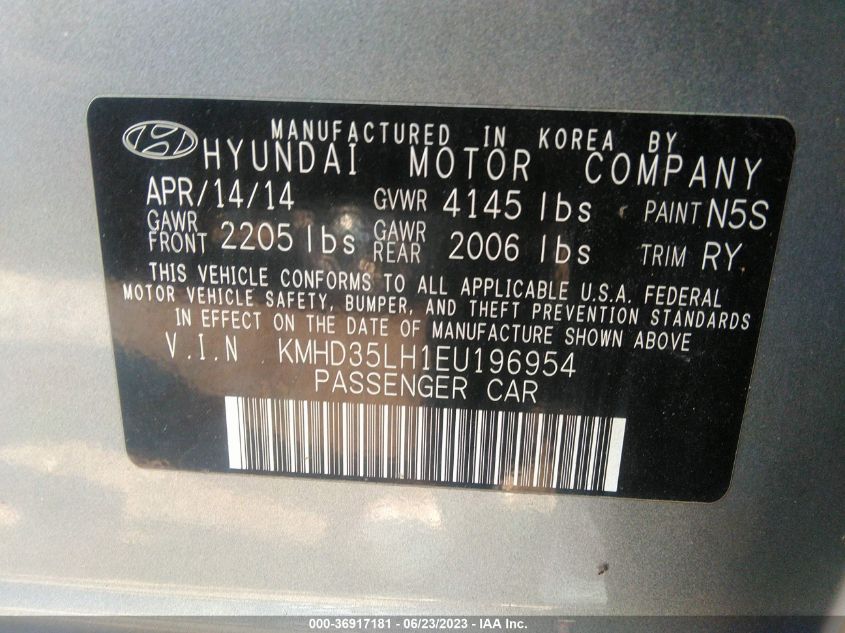 MANUFACTURED IN KOREA BY
HYUNDAI MOTOR COMPANY
APR/14/14 GVWR 4145 lbs PAINT N5S
GAWR FRONT 2205 lbs GAWR REAR 2006 lbs TRIM RY
THIS VEHICLE CONFORMS TO ALL APPLICABLE U.S.A. FEDERAL
MOTOR VEHICLE SAFETY, BUMPER, AND THEFT PREVENTION STANDARDS
IN EFFECT ON THE DATE OF MANUFACTURE SHOWN ABOVE
V.I.N KMHD35LH1EU196954
PASSENGER CAR
000-36917181 - 06/23/2023 - IAA Inc.